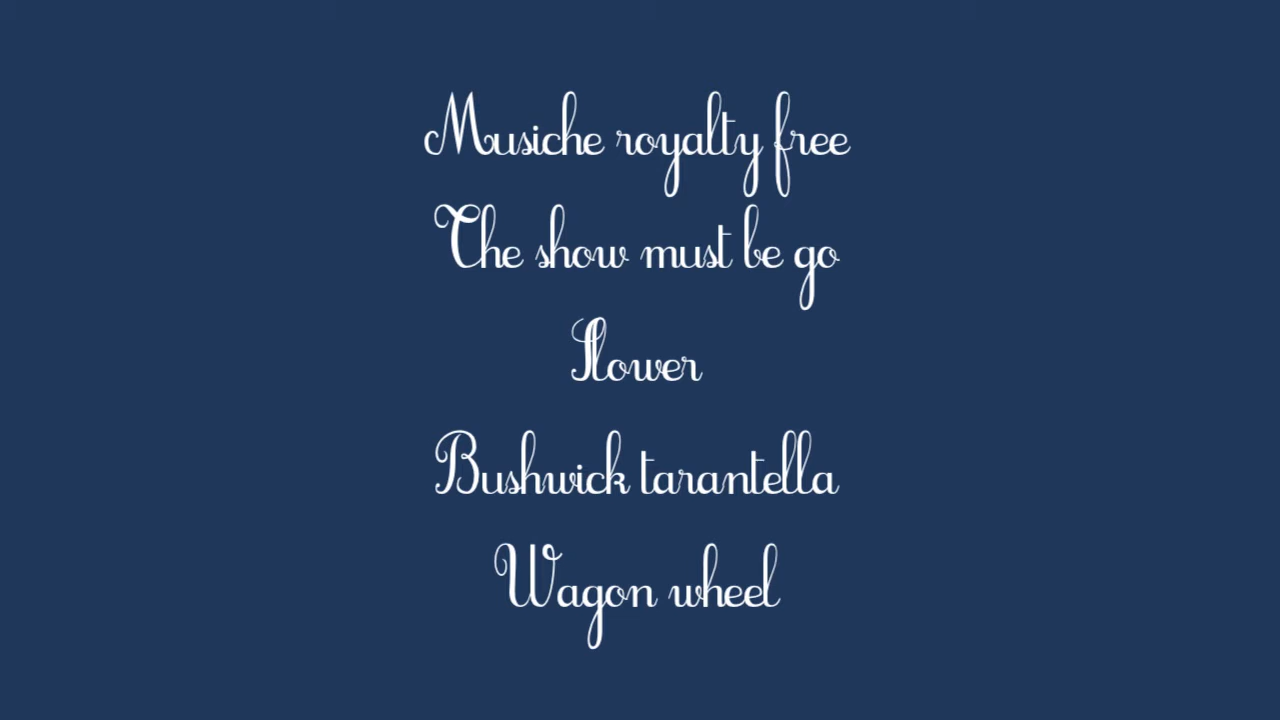 Musiche royalty free
The show must be go
Slower
Bushwick tarantella
Wagon wheel